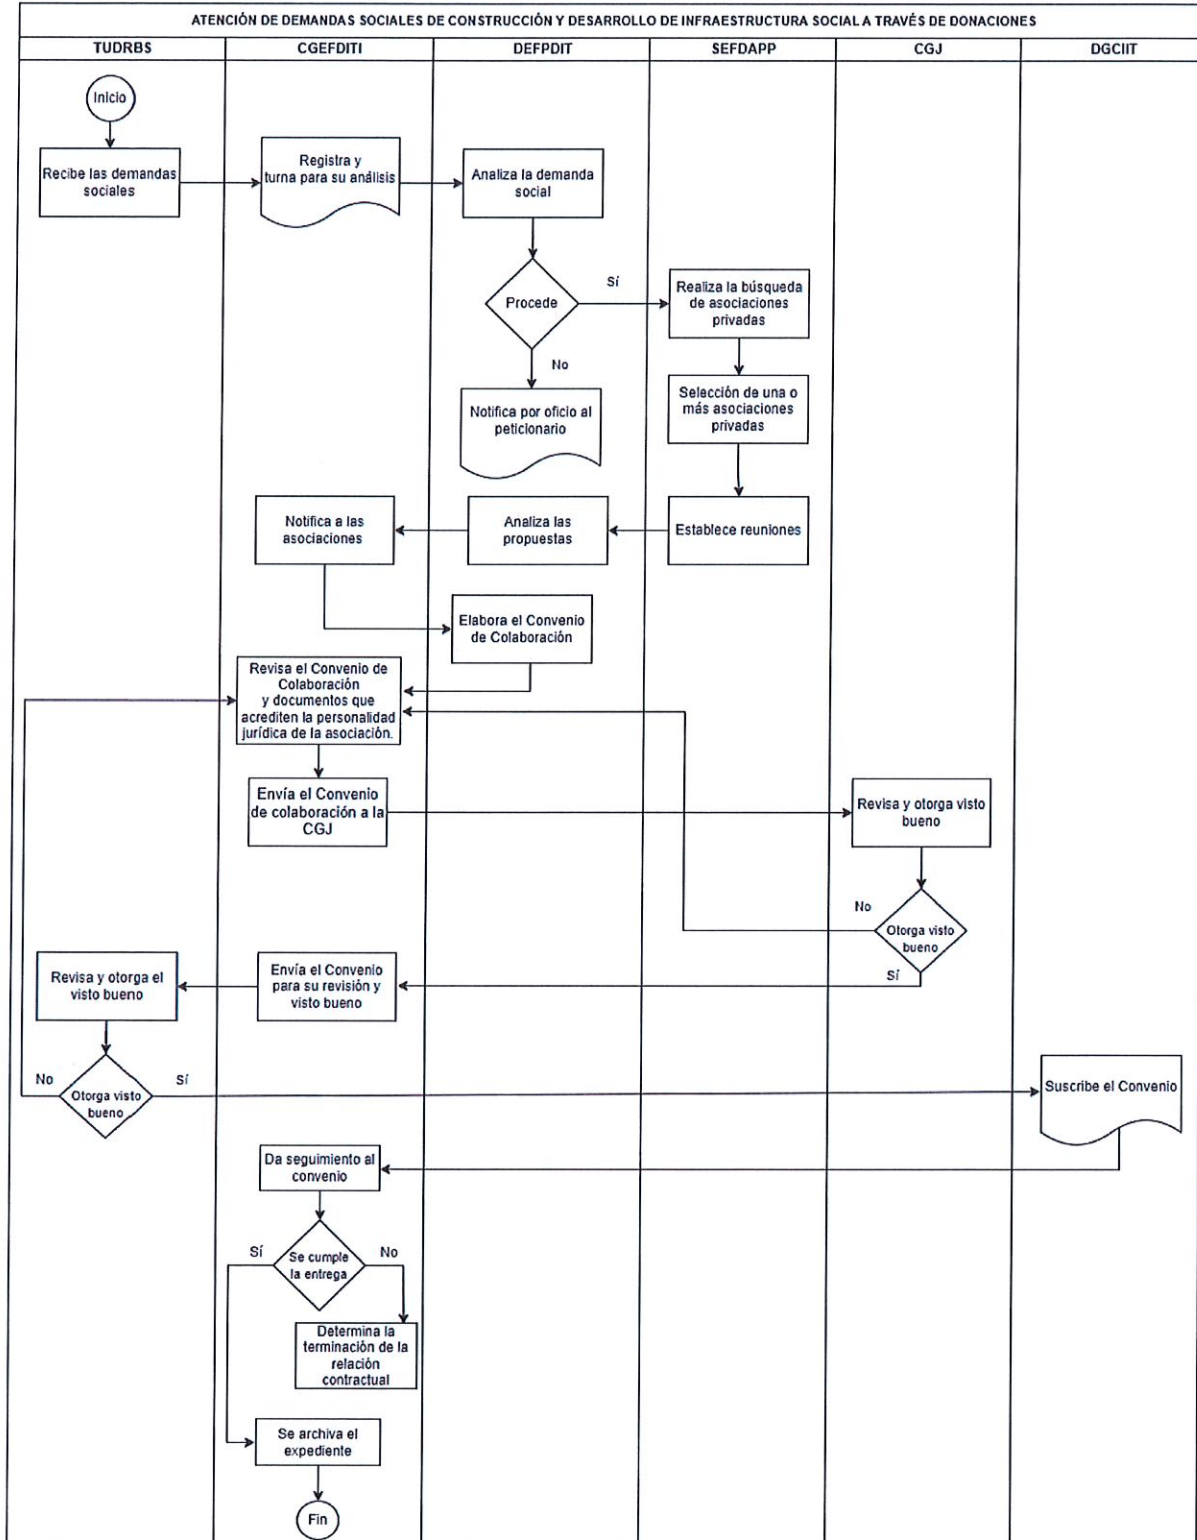 ATENCIÓN DE DEMANDAS SOCIALES DE CONSTRUCCIÓN Y DESARROLLO DE INFRAESTRUCTURA SOCIAL A TRAVÉS DE DONACIONES
TUDRBS
CGEFDITI
DEFPDIT
SEFDAPP
CGJ
DGCIIT
Inicio
Recibe las demandas
sociales
Registra y
turna para su análisis
Analiza la demanda
social
Procede
Sí
Realiza la búsqueda
de asociaciones
privadas
No
Notifica por oficio al
peticionario
Selección de una o
más asociaciones
privadas
Establece reuniones
Analiza las
propuestas
Notifica a las
asociaciones
Elabora el Convenio
de Colaboración
Revisa el Convenio de
Colaboración
y documentos que
acrediten la personalidad
jurídica de la asociación.
Envía el Convenio
de colaboración a la
CGJ
Revisa y otorga visto
bueno
No
Otorga visto
bueno
Sí
Envía el Convenio
para su revisión y
visto bueno
Revisa y otorga el
visto bueno
No
Otorga visto
bueno
Sí
Suscribe el Convenio
Da seguimiento al
convenio
Sí
Se cumple
la entrega
No
Determina la
terminación de la
relación
contractual
Se archiva el
expediente
Fin